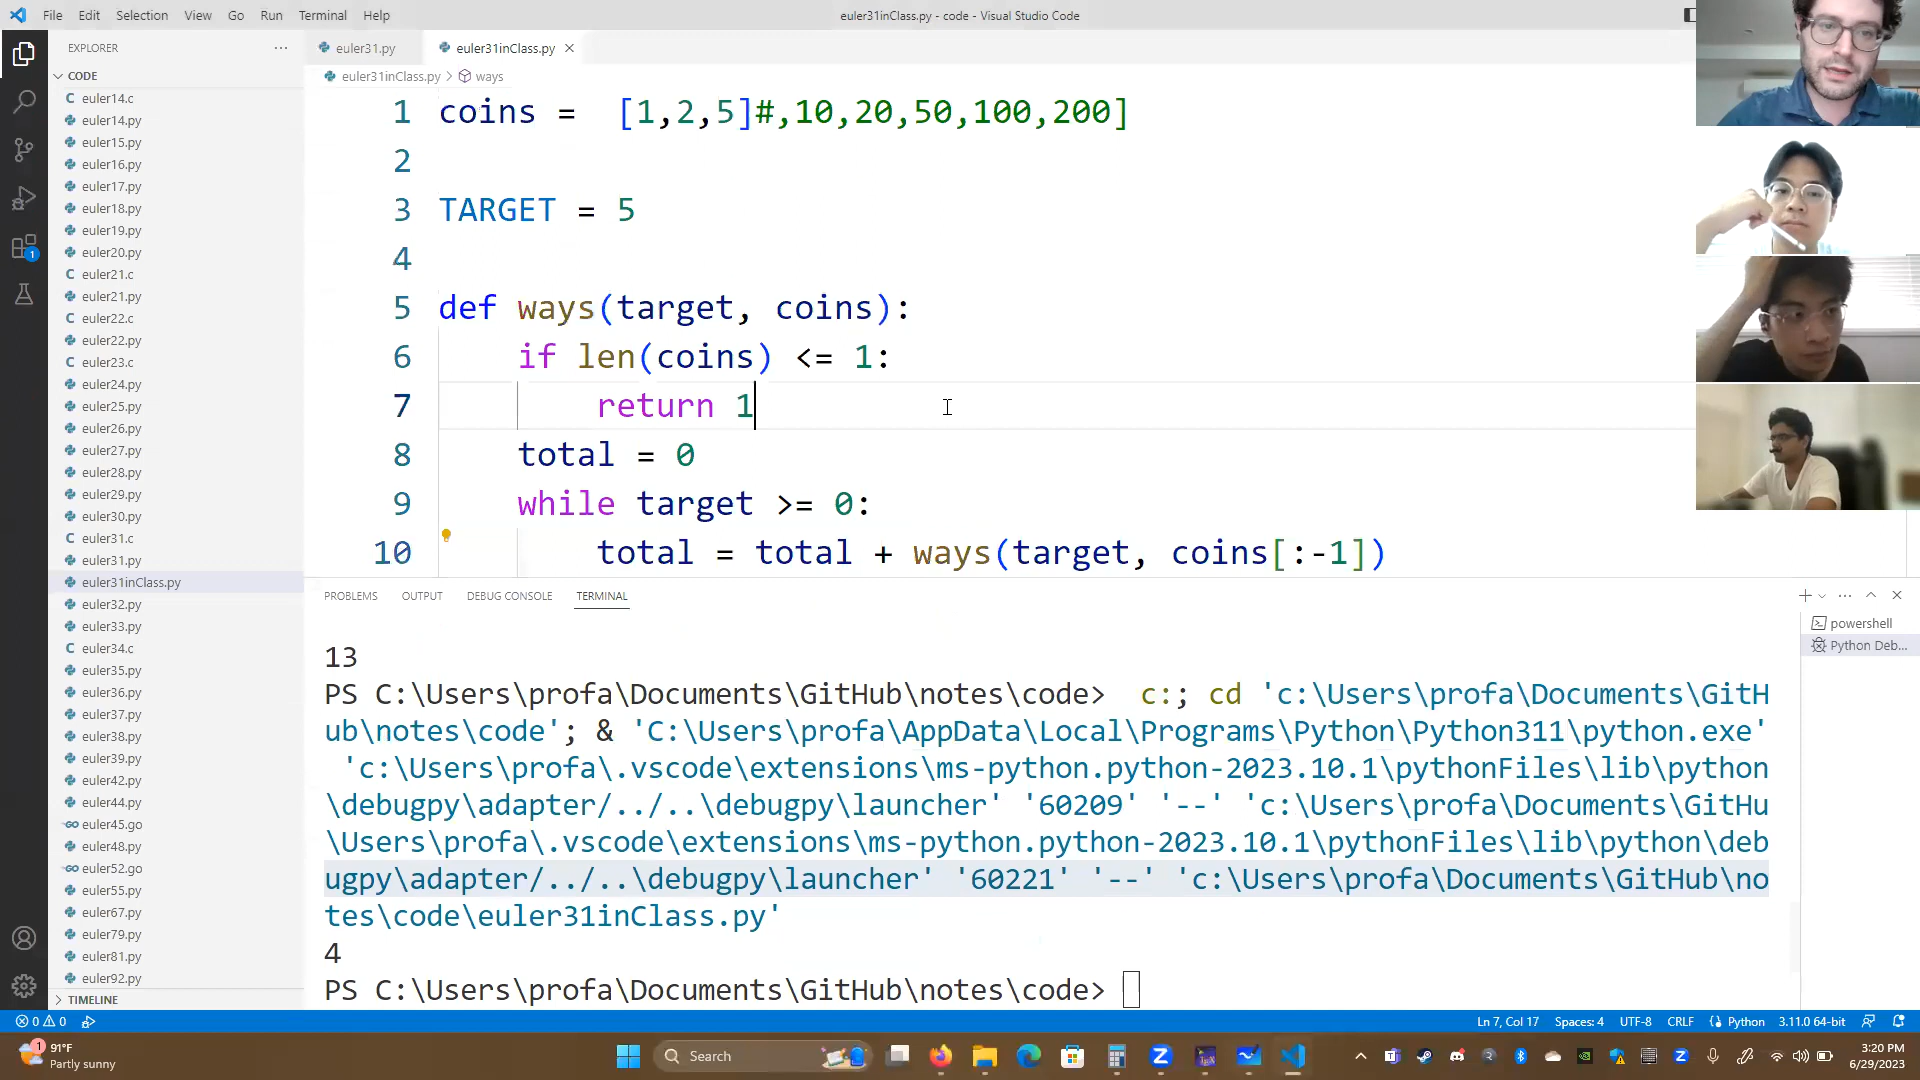 File Edit Selection View Go Run Terminal Help
euler31inClass.py - code - Visual Studio Code
EXPLORER
CODE
euler14.c
euler14.py
euler15.py
euler16.py
euler17.py
euler18.py
euler19.py
euler20.py
euler21.c
euler21.py
euler22.c
euler22.py
euler23.c
euler24.py
euler25.py
euler26.py
euler27.py
euler28.py
euler29.py
euler30.py
euler31.c
euler31.py
euler31inClass.py
euler32.py
euler33.py
euler34.c
euler35.py
euler36.py
euler37.py
euler38.py
euler39.py
euler42.py
euler44.py
euler45.go
euler48.py
euler52.go
euler55.py
euler67.py
euler79.py
euler81.py
euler92.py
TIMELINE
1
euler31.py euler31inClass.py
euler31inClass.py > ways
1 coins =  [1,2,5]#,10,20,50,100,200]
2
3 TARGET = 5
4
5 def ways(target, coins):
6 if len(coins) <= 1:
7 return 1
8 total = 0
9 while target >= 0:
10 total = total + ways(target, coins[:-1])
PROBLEMS OUTPUT DEBUG CONSOLE TERMINAL
powershell
Python Deb...
13
PS C:\Users\profa\Documents\GitHub\notes\code>  c:; cd 'c:\Users\profa\Documents\GitH
ub\notes\code'; & 'C:\Users\profa\AppData\Local\Programs\Python\Python311\python.exe'
'c:\Users\profa\.vscode\extensions\ms-python.python-2023.10.1\pythonFiles\lib\python
\debugpy\adapter/../..\debugpy\launcher' '60209' '--' 'c:\Users\profa\Documents\GitHu
\Users\profa\.vscode\extensions\ms-python.python-2023.10.1\pythonFiles\lib\python\deb
ugpy\adapter/../..\debugpy\launcher' '60221' '--' 'c:\Users\profa\Documents\GitHub\no
tes\code\euler31inClass.py'
4
PS C:\Users\profa\Documents\GitHub\notes\code>
0 0
Ln 7, Col 17 Spaces: 4 UTF-8 CRLF Python 3.11.0 64-bit
1
91°F
Partly sunny
Search
3:20 PM
6/29/2023